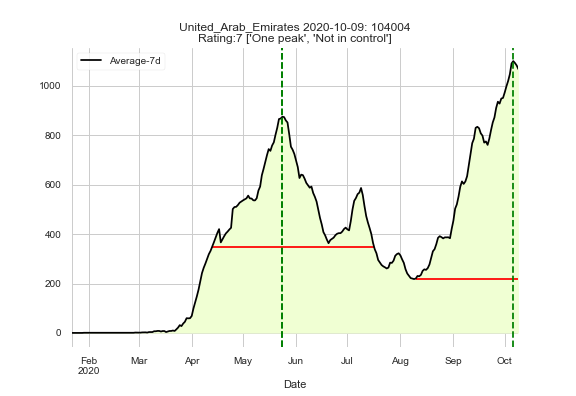 United_Arab_Emirates 2020-10-09: 104004
Rating:7 ['One peak', 'Not in control']
Average-7d
1000
800
600
400
200
0
Feb Mar Apr May Jun Jul Aug Sep Oct
2020
Date